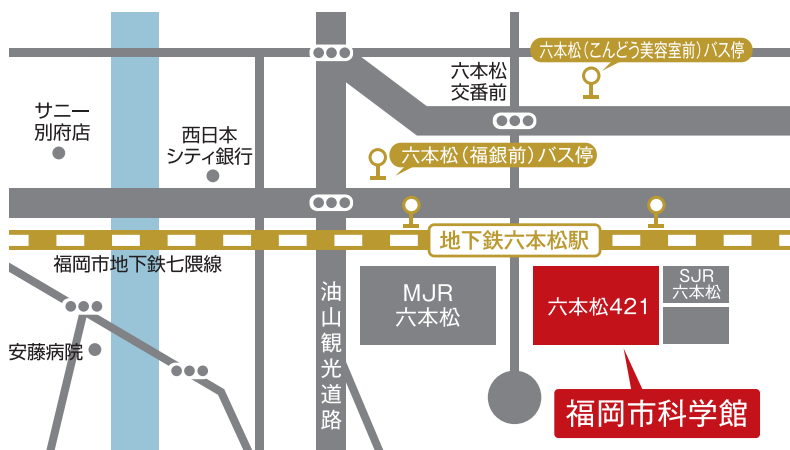 六本松（こんどう美容室前）バス停
六本松
交番前
サニー
別府店
西日本
シティ銀行
六本松（福銀前）バス停
地下鉄六本松駅
福岡市地下鉄七隈線
油山観光道路
MJR
六本松
六本松421
SJR
六本松
安藤病院
福岡市科学館